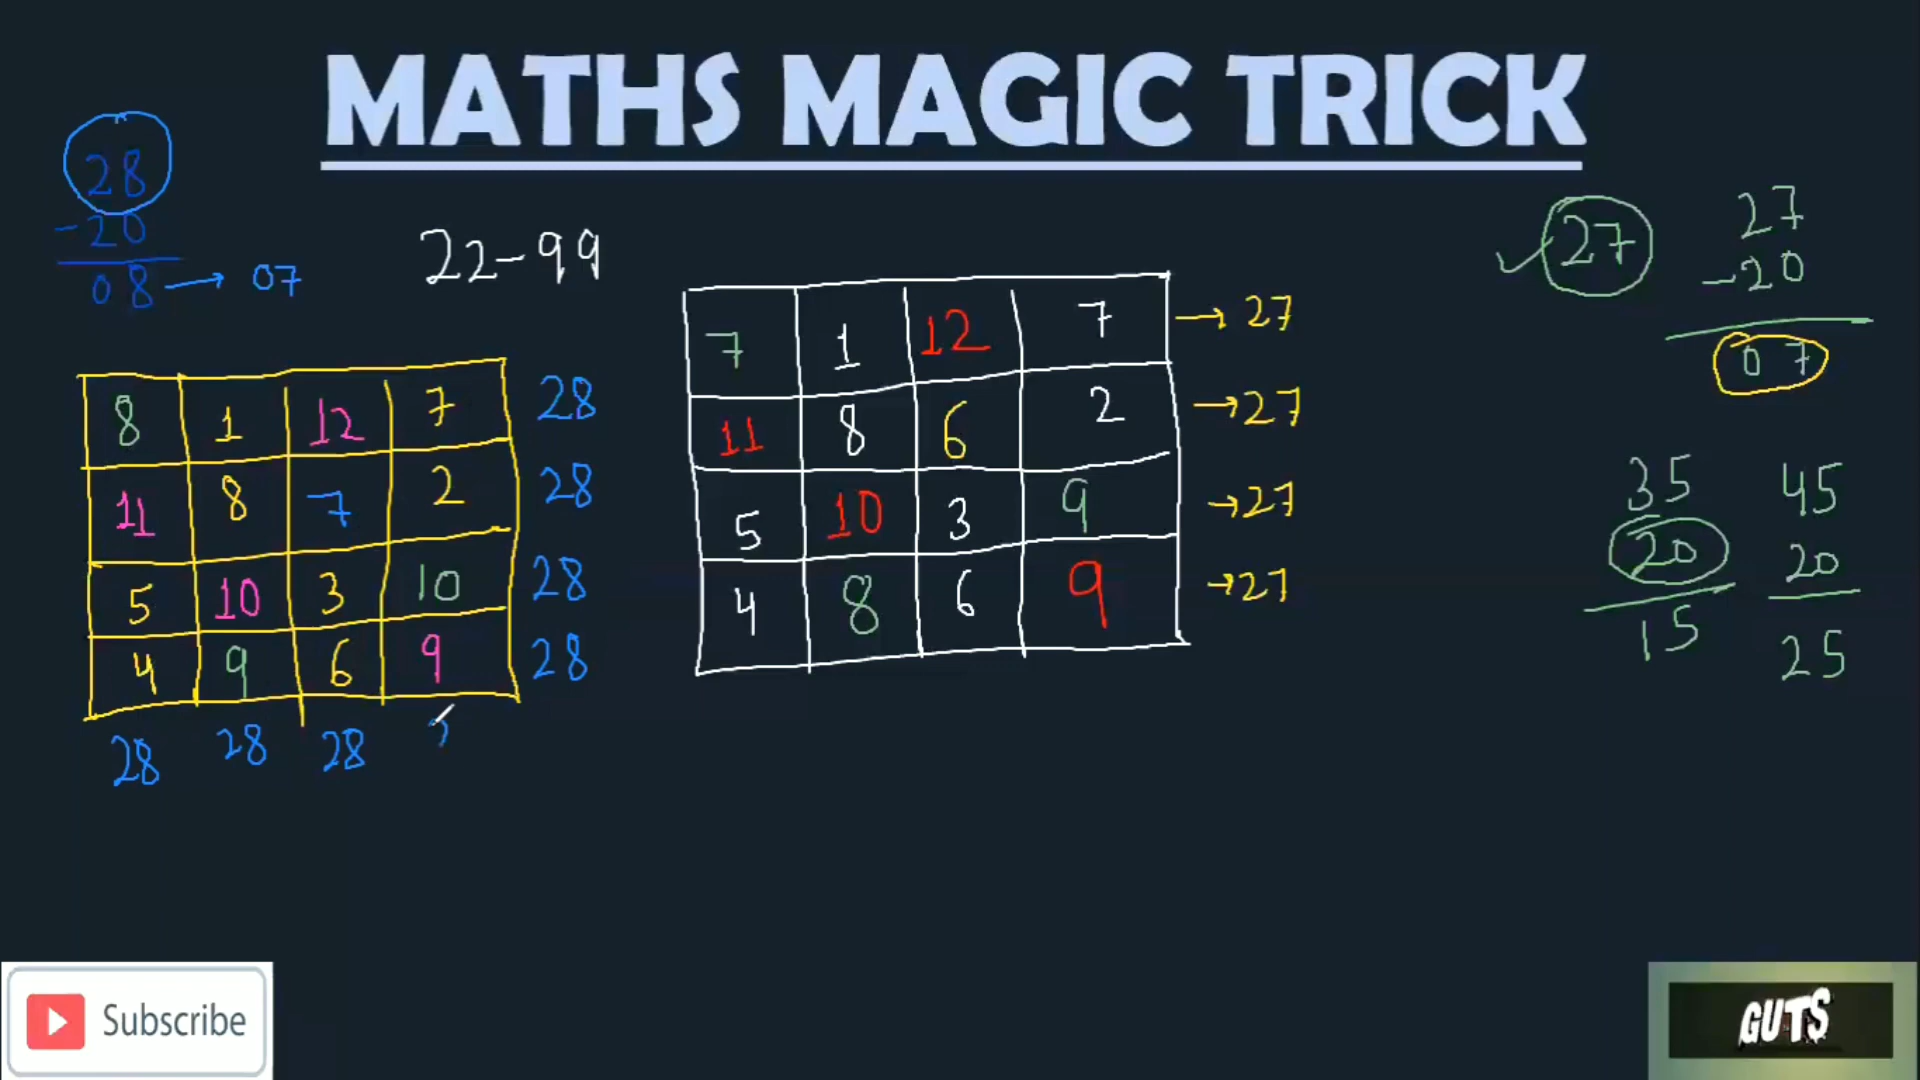 MATHS MAGIC TRICK
28
-20
08 → 07
22-99
8 1 12 7 28
11 8 7 2 28
5 10 3 10 28
4 9 6 9 28
28 28 28
7 1 12 7 → 27
11 8 6 2 → 27
5 10 3 9 → 27
4 8 6 9 → 27
✓ 27
27
-20
07
35
20
15
45
20
25
Subscribe
GUTS